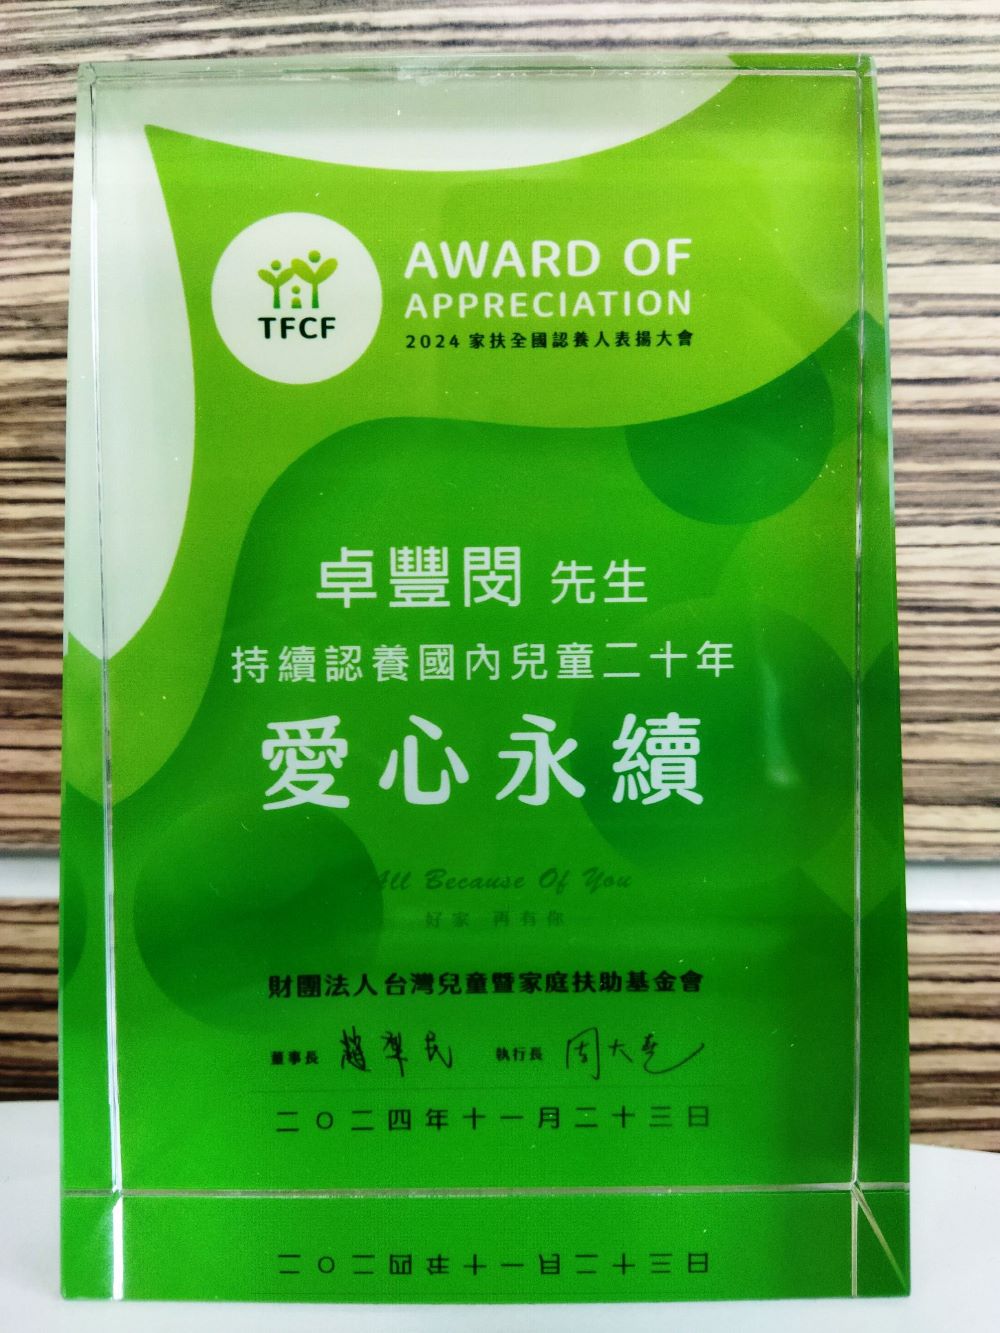 TFCF
AWARD OF
APPRECIATION
2024 家扶全國認養人表揚大會
卓豐閔 先生
持續認養國內兒童二十年
愛心永續
All Because Of You
好家 再有你
財團法人台灣兒童暨家庭扶助基金會
董事長 執行長 周大堯
二〇二四年十一月二十三日